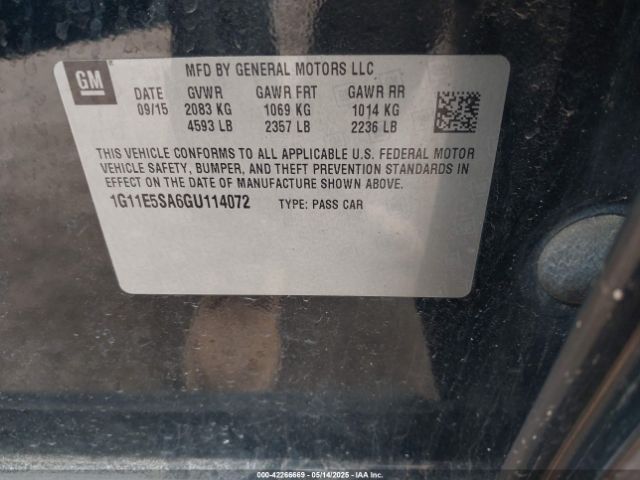 GM
MFD BY GENERAL MOTORS LLC
DATE GVWR GAWR FRT GAWR RR
09/15 2083 KG 1069 KG 1014 KG
4593 LB 2357 LB 2236 LB
THIS VEHICLE CONFORMS TO ALL APPLICABLE U.S. FEDERAL MOTOR
VEHICLE SAFETY, BUMPER, AND THEFT PREVENTION STANDARDS IN
EFFECT ON THE DATE OF MANUFACTURE SHOWN ABOVE.
1G11E5SA6GU114072 TYPE: PASS CAR
000-42266669 - 05/14/2025 - IAA.